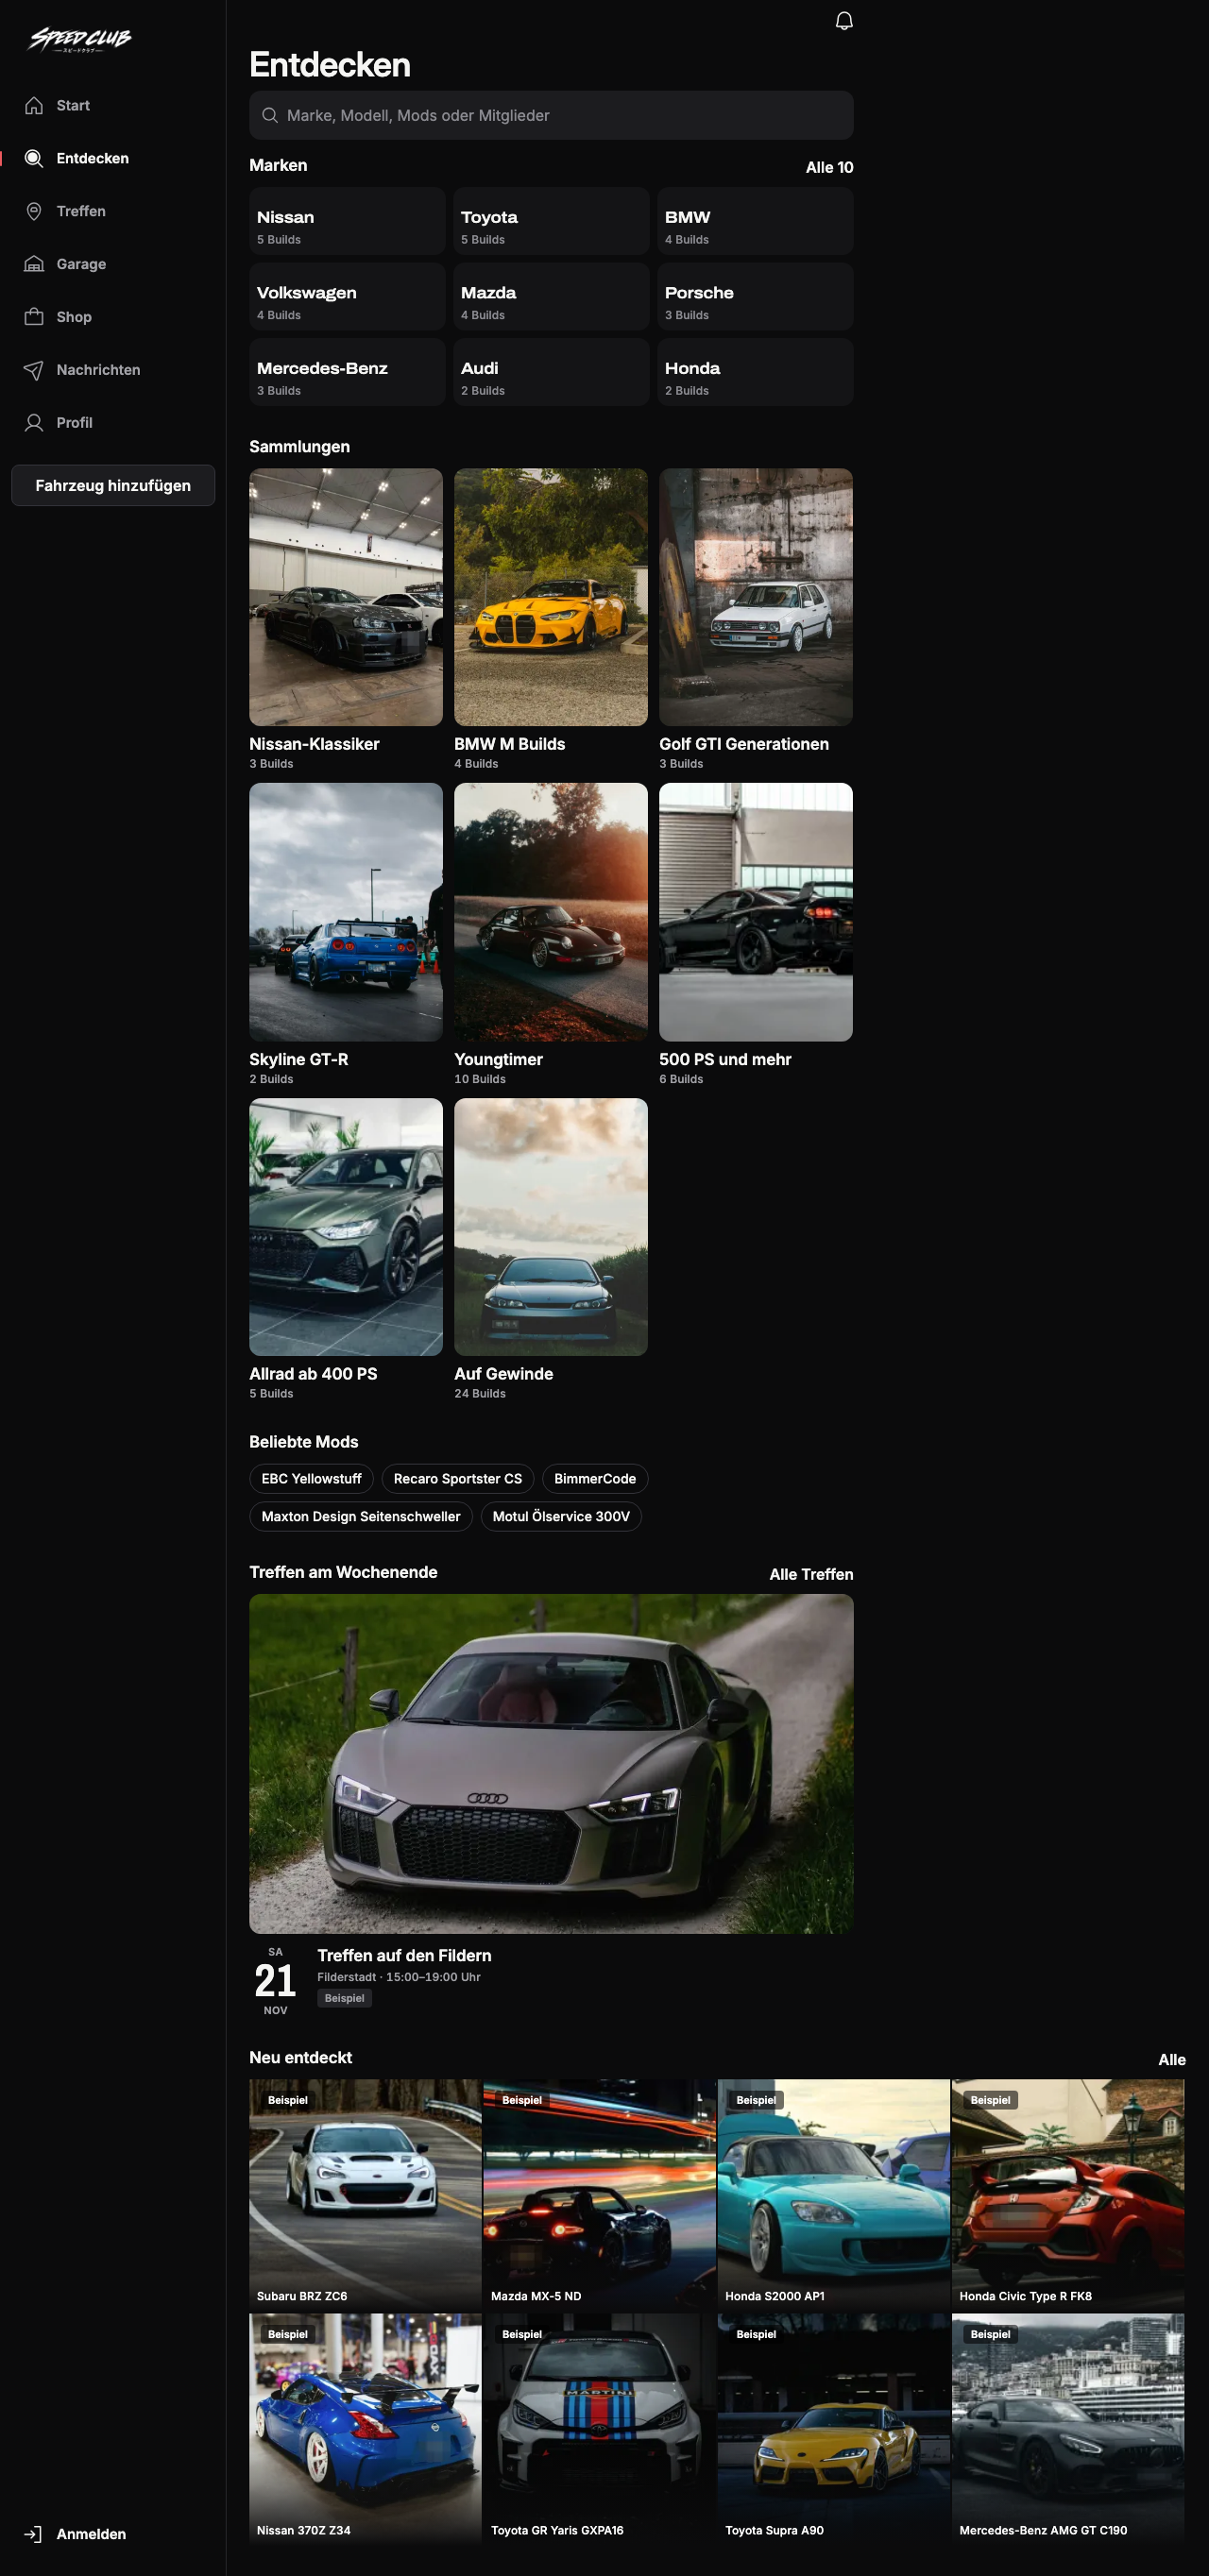 SPEED CLUB
スピードクラブ
Start
Entdecken
Treffen
Garage
Shop
Nachrichten
Profil
Fahrzeug hinzufügen
Anmelden
Entdecken
Marke, Modell, Mods oder Mitglieder
Marken
Alle 10
Nissan
5 Builds
Toyota
5 Builds
BMW
4 Builds
Volkswagen
4 Builds
Mazda
4 Builds
Porsche
3 Builds
Mercedes-Benz
3 Builds
Audi
2 Builds
Honda
2 Builds
Sammlungen
Nissan-Klassiker
3 Builds
BMW M Builds
4 Builds
Golf GTI Generationen
3 Builds
Skyline GT-R
2 Builds
Youngtimer
10 Builds
500 PS und mehr
6 Builds
Allrad ab 400 PS
5 Builds
Auf Gewinde
24 Builds
Beliebte Mods
EBC Yellowstuff
Recaro Sportster CS
BimmerCode
Maxton Design Seitenschweller
Motul Ölservice 300V
Treffen am Wochenende
Alle Treffen
SA
21
NOV
Treffen auf den Fildern
Filderstadt · 15:00–19:00 Uhr
Beispiel
Neu entdeckt
Alle
Beispiel
Subaru BRZ ZC6
Beispiel
Mazda MX-5 ND
Beispiel
Honda S2000 AP1
Beispiel
Honda Civic Type R FK8
Beispiel
Nissan 370Z Z34
Beispiel
MARTINI
Toyota GR Yaris GXPA16
Beispiel
Toyota Supra A90
Beispiel
Mercedes-Benz AMG GT C190